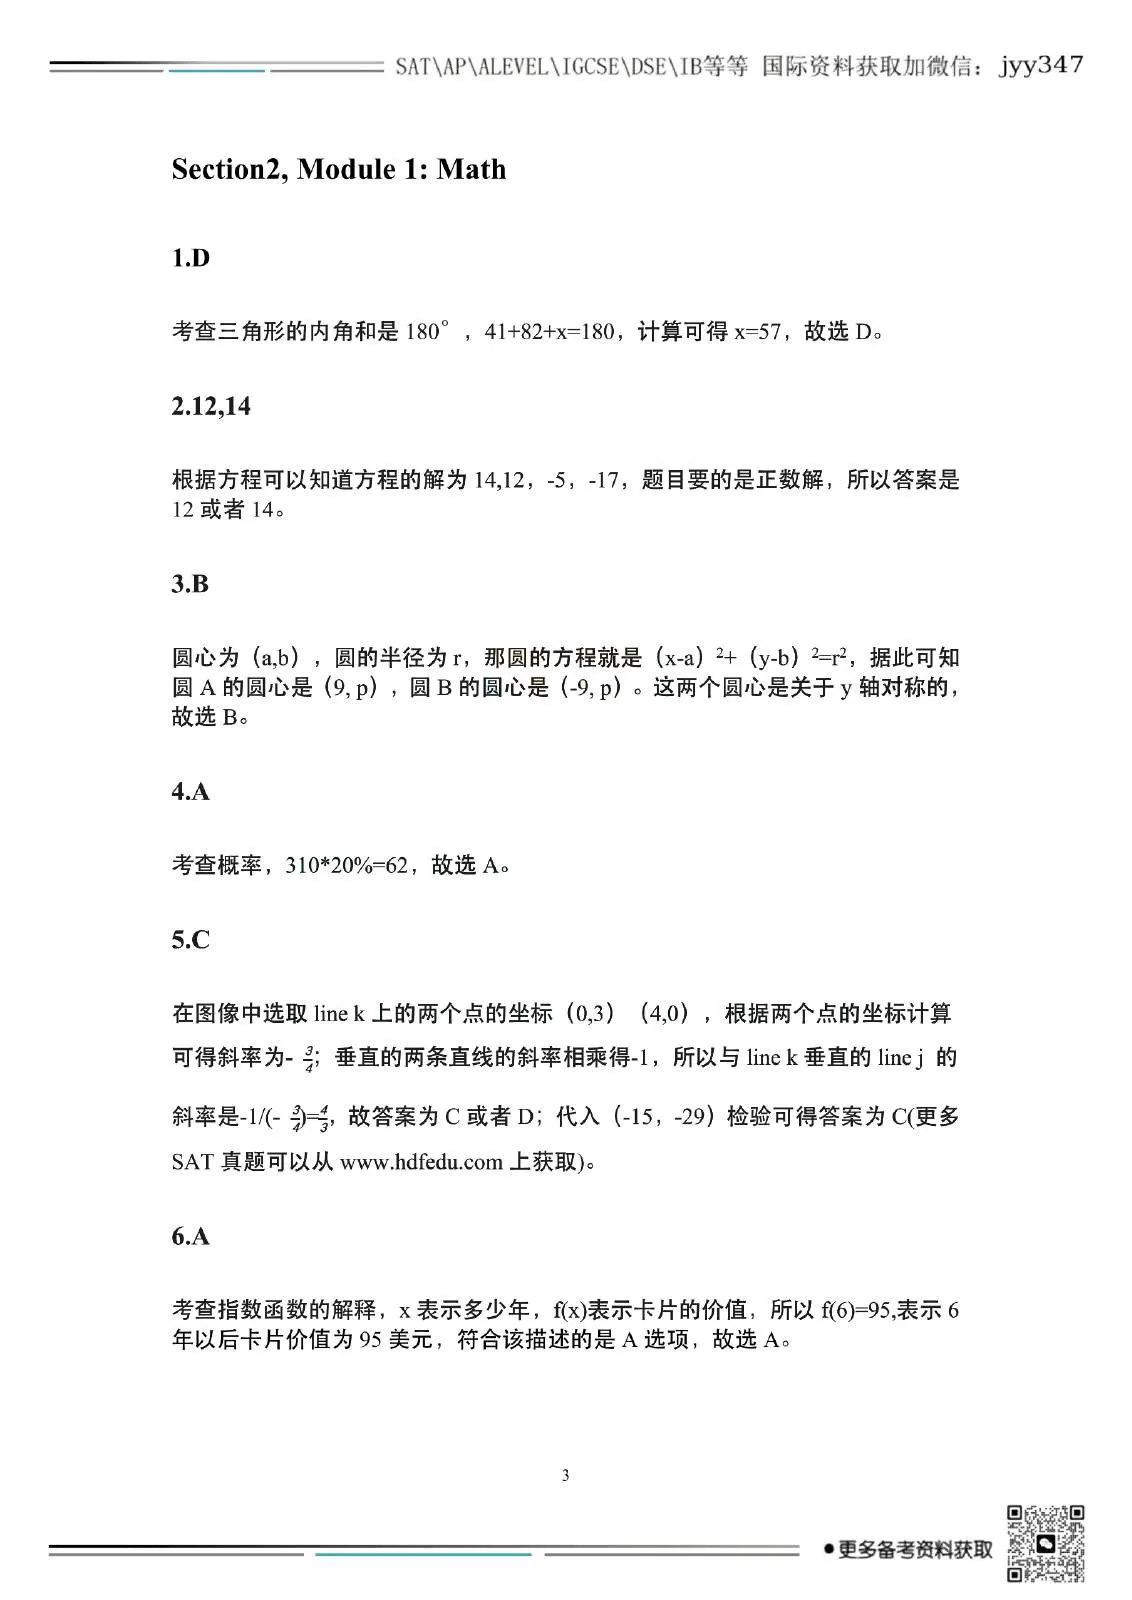 SAT\AP\ALEVEL\IGCSE\DSE\IB等等 国际资料获取加微信：jyy347
Section2, Module 1: Math
1.D
考查三角形的内角和是 180°，41+82+x=180，计算可得 x=57，故选 D。
2.12,14
根据方程可以知道方程的解为 14,12，-5，-17，题目要的是正数解，所以答案是
12 或者 14。
3.B
圆心为（a,b），圆的半径为 r，那圆的方程就是（x-a）²+（y-b）²=r²，据此可知
圆 A 的圆心是（9, p），圆 B 的圆心是（-9, p）。这两个圆心是关于 y 轴对称的，
故选 B。
4.A
考查概率，310*20%=62，故选 A。
5.C
在图像中选取 line k 上的两个点的坐标（0,3）（4,0），根据两个点的坐标计算
可得斜率为- 3/4；垂直的两条直线的斜率相乘得-1，所以与 line k 垂直的 line j 的
斜率是-1/(- 3/4)=4/3，故答案为 C 或者 D；代入（-15，-29）检验可得答案为 C(更多
SAT 真题可以从 www.hdfedu.com 上获取)。
6.A
考查指数函数的解释，x 表示多少年，f(x)表示卡片的价值，所以 f(6)=95,表示 6
年以后卡片价值为 95 美元，符合该描述的是 A 选项，故选 A。
3
●更多备考资料获取